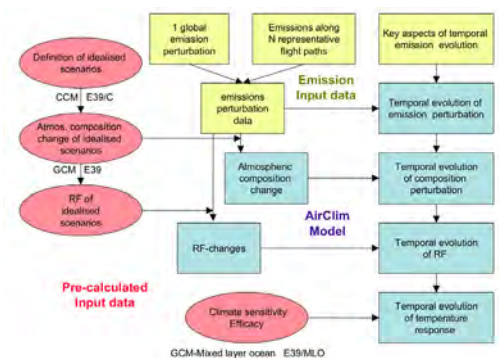 1 global
emission
perturbation
Emissions along
N representative
flight paths
Key aspects of temporal
emission evolution
Definition of idealised
scenarios
Emission
Input data
CCM E39/C
emissions
perturbation
data
Temporal evolution of
emission perturbation
Atmos. composition
change of idealised
scenarios
Atmospheric
composition
change
Temporal evolution
of composition
perturbation
GCM E39
RF of
idealised
scenarios
AirClim
Model
RF-changes
Temporal evolution
of RF
Pre-calculated
Input data
Climate sensitivity
Efficacy
Temporal evolution
of temperature
response
GCM-Mixed layer ocean E39/MLO